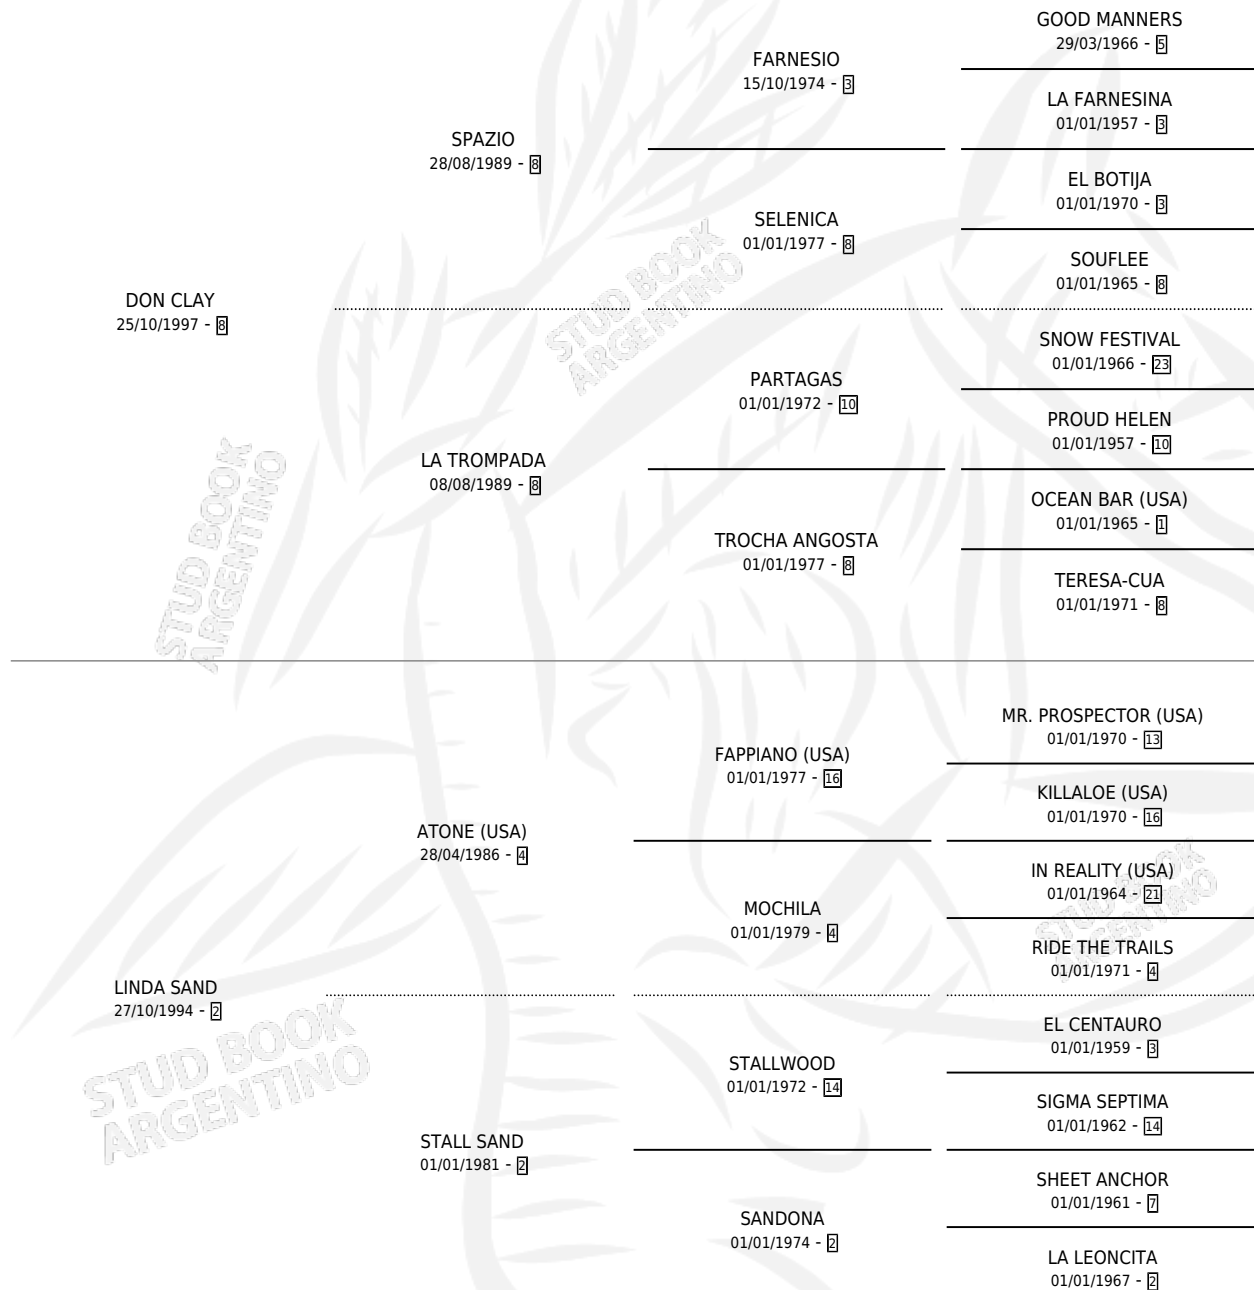 GOOD MANNERS
29/03/1966 - 5
FARNESIO
15/10/1974 - 3
LA FARNESINA
01/01/1957 - 3
SPAZIO
28/08/1989 - 8
EL BOTIJA
01/01/1970 - 3
SELENICA
01/01/1977 - 8
SOUFLEE
01/01/1965 - 8
DON CLAY
25/10/1997 - 8
SNOW FESTIVAL
01/01/1966 - 23
PARTAGAS
01/01/1972 - 10
PROUD HELEN
01/01/1957 - 10
LA TROMPADA
08/08/1989 - 8
OCEAN BAR (USA)
01/01/1965 - 1
TROCHA ANGOSTA
01/01/1977 - 8
TERESA-CUA
01/01/1971 - 8
MR. PROSPECTOR (USA)
01/01/1970 - 13
FAPPIANO (USA)
01/01/1977 - 16
KILLALOE (USA)
01/01/1970 - 16
ATONE (USA)
28/04/1986 - 4
IN REALITY (USA)
01/01/1964 - 21
MOCHILA
01/01/1979 - 4
RIDE THE TRAILS
01/01/1971 - 4
LINDA SAND
27/10/1994 - 2
EL CENTAURO
01/01/1959 - 3
STALLWOOD
01/01/1972 - 14
SIGMA SEPTIMA
01/01/1962 - 14
STALL SAND
01/01/1981 - 2
SHEET ANCHOR
01/01/1961 - 7
SANDONA
01/01/1974 - 2
LA LEONCITA
01/01/1967 - 2
STUD BOOK
ARGENTINO
STUD BOOK
ARGENTINO
STUD BOOK
ARGENTINO
STUD BOOK
ARGENTINO